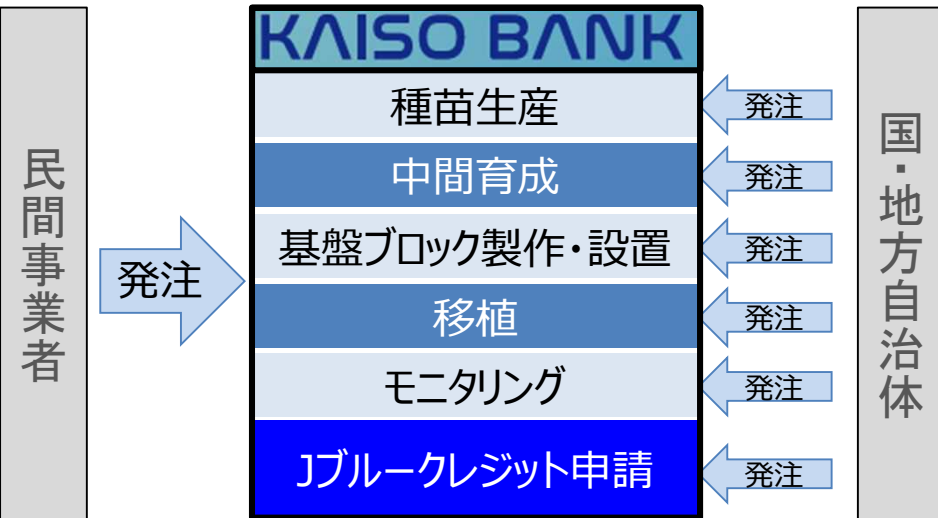 民間事業者
発注
KAISO BANK
種苗生産
中間育成
基盤ブロック製作・設置
移植
モニタリング
Jブルークレジット申請
発注
発注
発注
発注
発注
発注
国・地方自治体